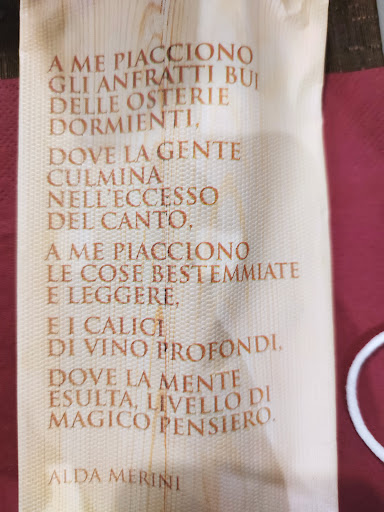 A ME PIACCIONO
GLI ANFRATTI BUI
DELLE OSTERIE
DORMIENTI,
DOVE LA GENTE
CULMINA
NELL'ECCESSO
DEL CANTO,
A ME PIACCIONO
LE COSE BESTEMMIATE
E LEGGERE,
E I CALICI
DI VINO PROFONDI,
DOVE LA MENTE
ESULTA, LIVELLO DI
MAGICO PENSIERO.
ALDA MERINI